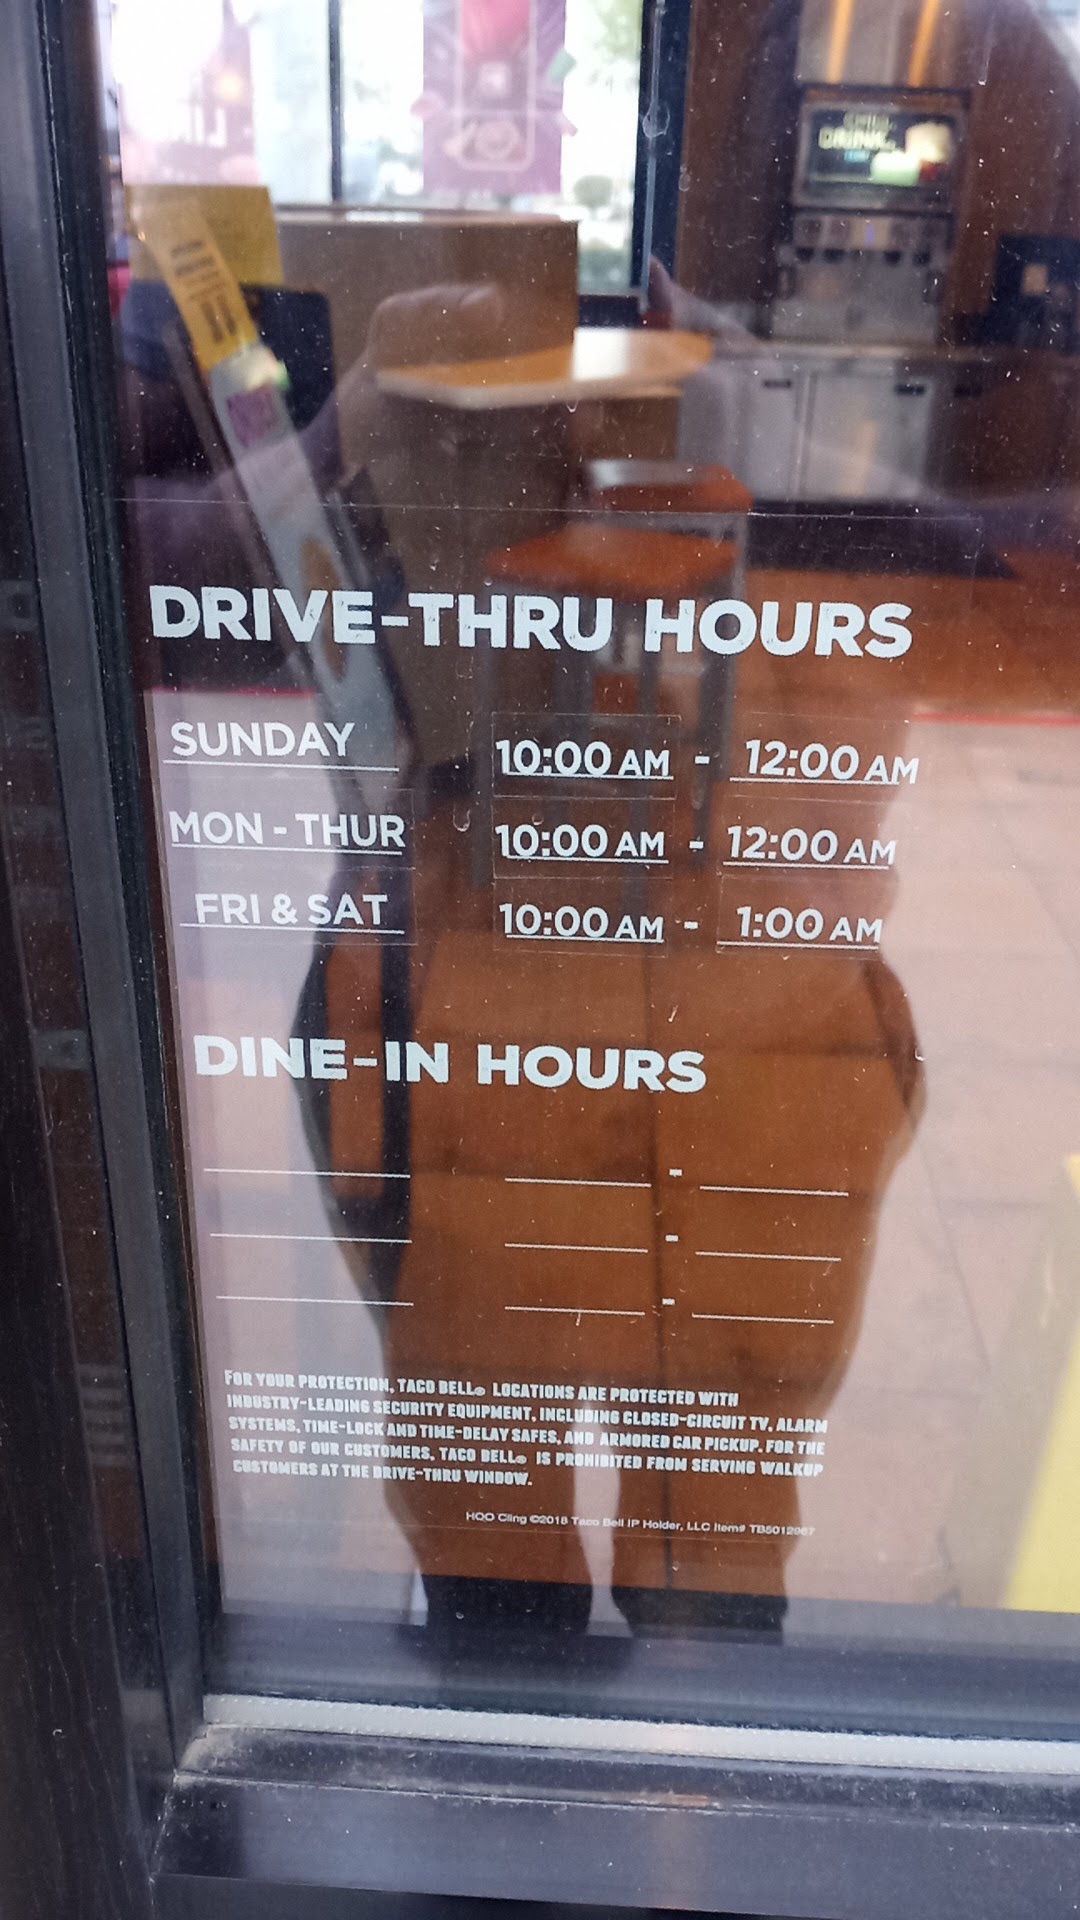 DRIVE-THRU HOURS
SUNDAY 10:00 AM - 12:00 AM
MON - THUR 10:00 AM - 12:00 AM
FRI & SAT 10:00 AM - 1:00 AM
DINE-IN HOURS
FOR YOUR PROTECTION, TACO BELL® LOCATIONS ARE PROTECTED WITH
INDUSTRY-LEADING SECURITY EQUIPMENT, INCLUDING CLOSED-CIRCUIT TV, ALARM
SYSTEMS, TIME-LOCK AND TIME-DELAY SAFES, AND ARMORED CAR PICKUP. FOR THE
SAFETY OF OUR CUSTOMERS, TACO BELL® IS PROHIBITED FROM SERVING WALKUP
CUSTOMERS AT THE DRIVE-THRU WINDOW.
HOO Cling ©2018 Taco Bell IP Holder, LLC Item# TB5012967